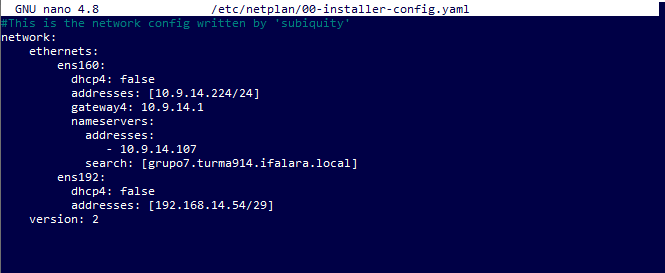 GNU nano 4.8 /etc/netplan/00-installer-config.yaml
#This is the network config written by 'subiquity'
network:
    ethernets:
        ens160:
          dhcp4: false
          addresses: [10.9.14.224/24]
          gateway4: 10.9.14.1
          nameservers:
            addresses:
               - 10.9.14.107
            search: [grupo7.turma914.ifalara.local]
        ens192:
          dhcp4: false
          addresses: [192.168.14.54/29]
    version: 2